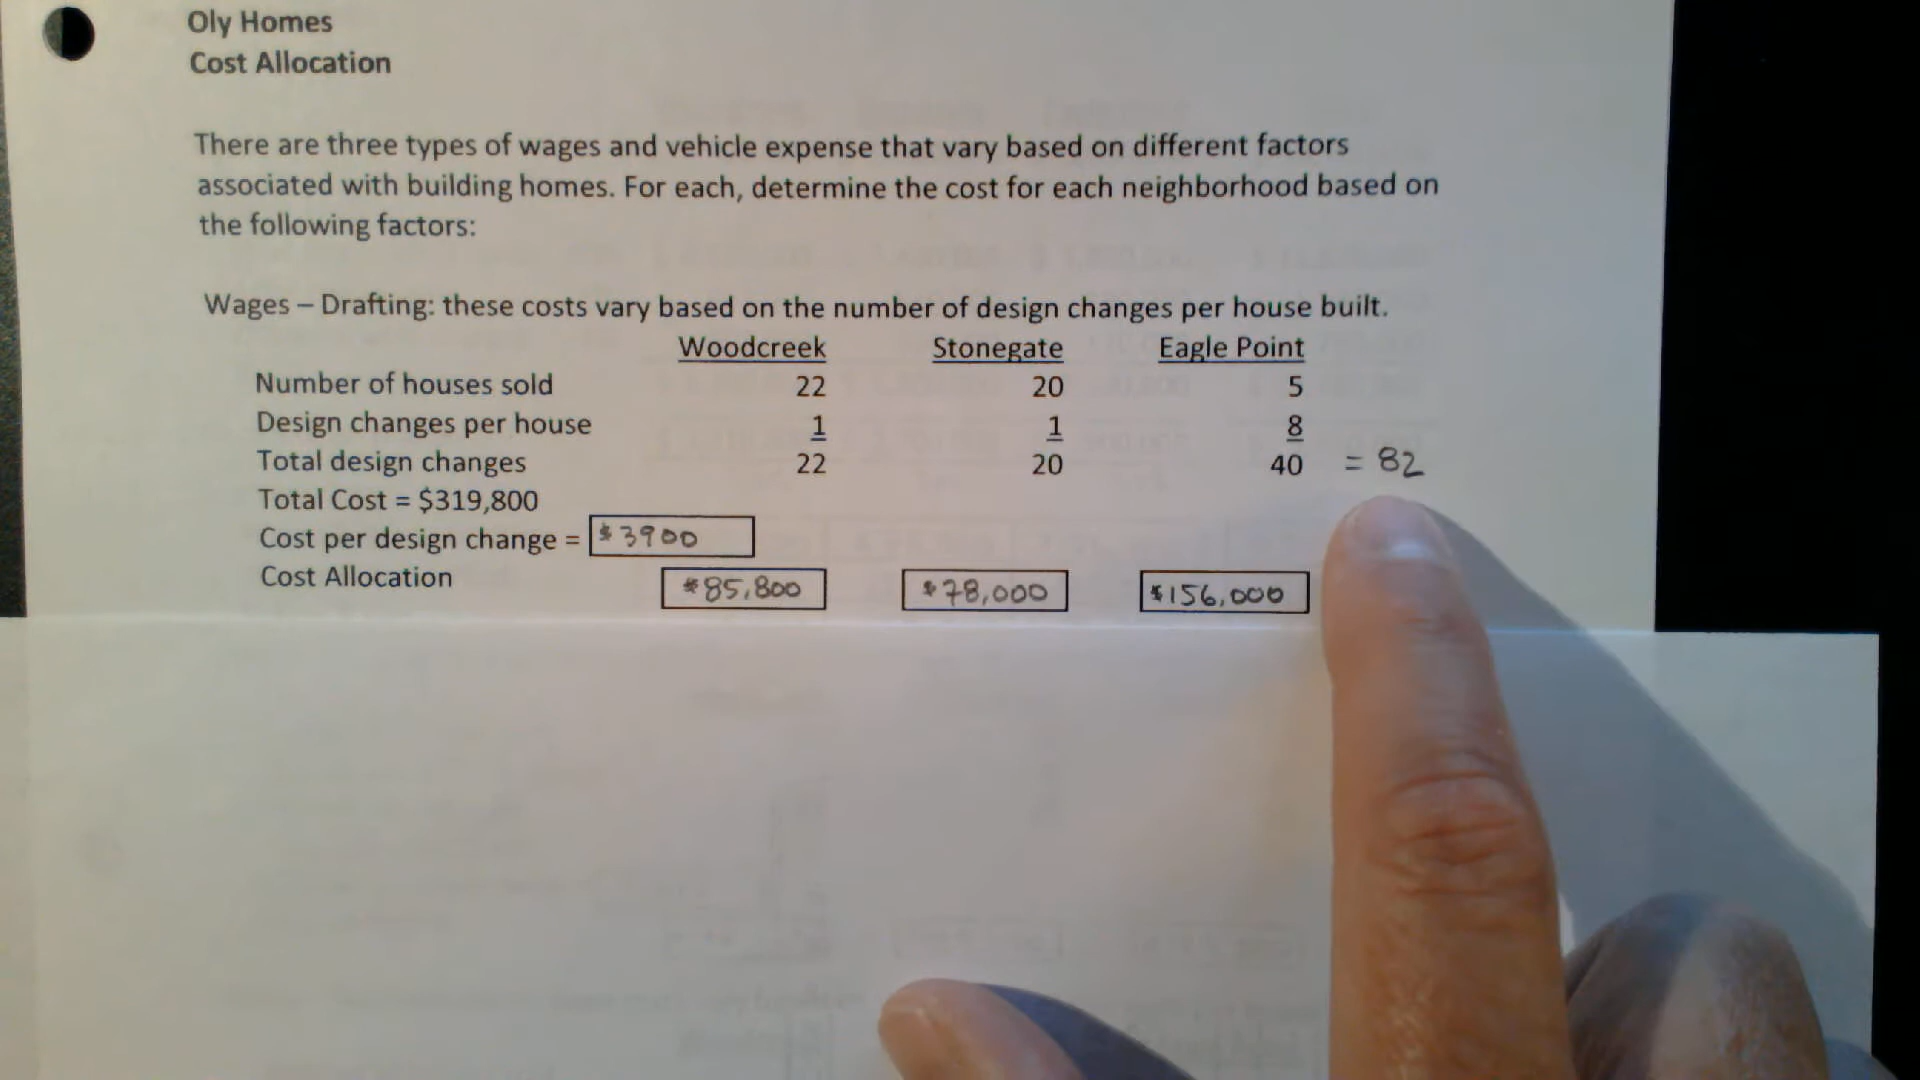 Oly Homes
Cost Allocation
There are three types of wages and vehicle expense that vary based on different factors
associated with building homes. For each, determine the cost for each neighborhood based on
the following factors:
Wages – Drafting: these costs vary based on the number of design changes per house built.
Woodcreek Stonegate Eagle Point
Number of houses sold 22 20 5
Design changes per house 1 1 8
Total design changes 22 20 40 = 82
Total Cost = $319,800
Cost per design change = $3900
Cost Allocation $85,800 $78,000 $156,000